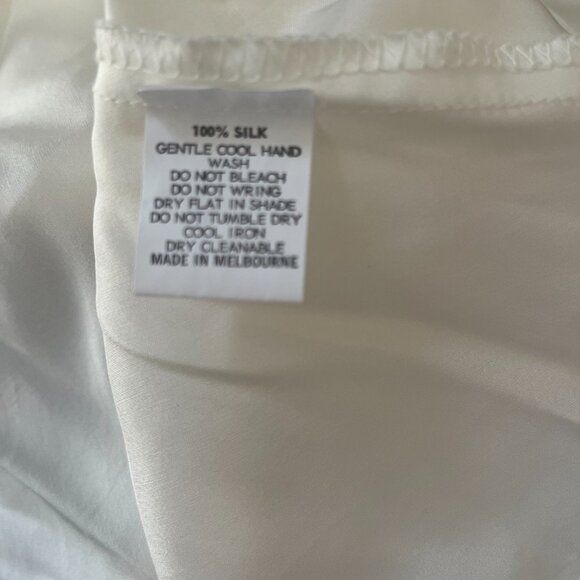 100% SILK
GENTLE COOL HAND
WASH
DO NOT BLEACH
DO NOT WRING
DRY FLAT IN SHADE
DO NOT TUMBLE DRY
COOL IRON
DRY CLEANABLE
MADE IN MELBOURNE